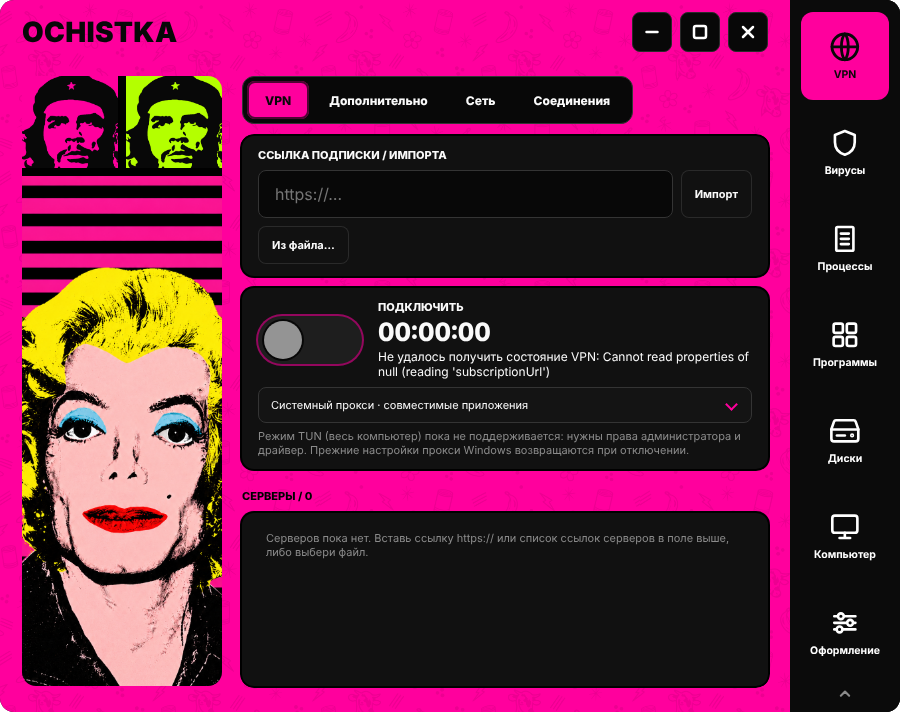 OCHISTKA
VPN
Дополнительно
Сеть
Соединения
ССЫЛКА ПОДПИСКИ / ИМПОРТА
https://...
Импорт
Из файла...
ПОДКЛЮЧИТЬ
00:00:00
Не удалось получить состояние VPN: Cannot read properties of
null (reading 'subscriptionUrl')
Системный прокси · совместимые приложения
Режим TUN (весь компьютер) пока не поддерживается: нужны права администратора и
драйвер. Прежние настройки прокси Windows возвращаются при отключении.
СЕРВЕРЫ / 0
Серверов пока нет. Вставь ссылку https:// или список ссылок серверов в поле выше,
либо выбери файл.
VPN
Вирусы
Процессы
Программы
Диски
Компьютер
Оформление